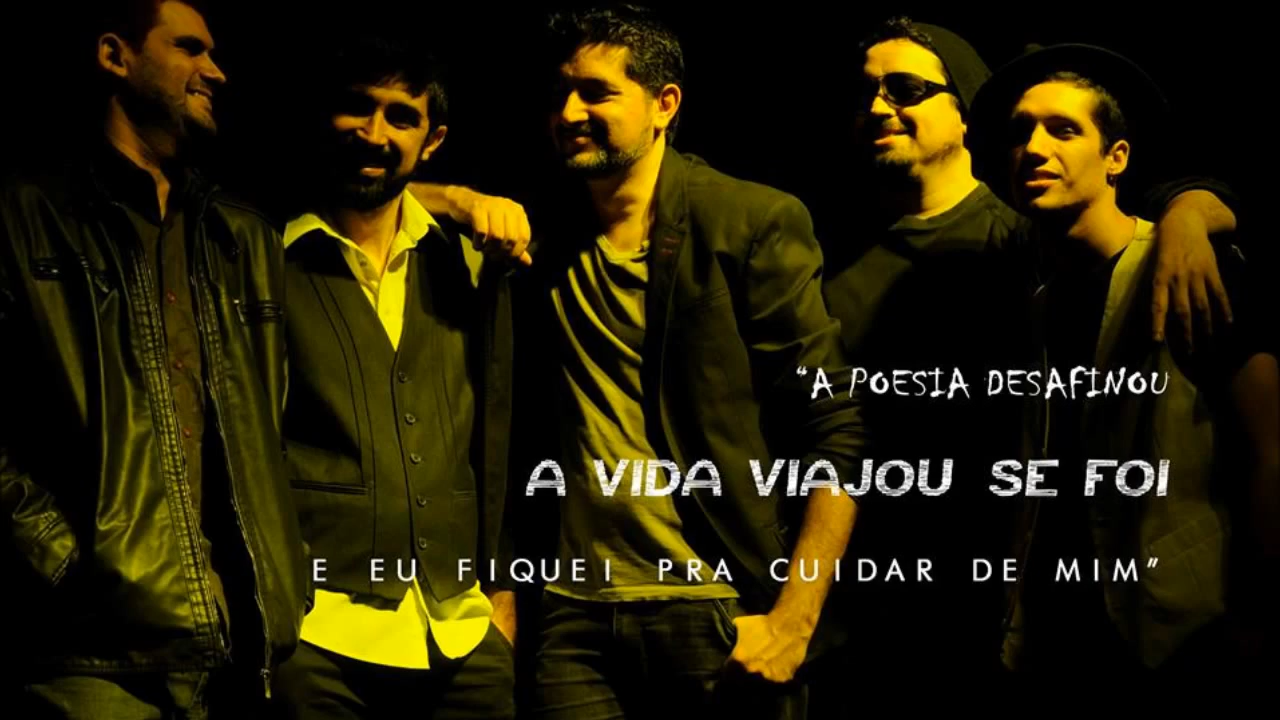 “A POESIA DESAFINOU
A VIDA VIAJOU SE FOI
E EU FIQUEI PRA CUIDAR DE MIM”